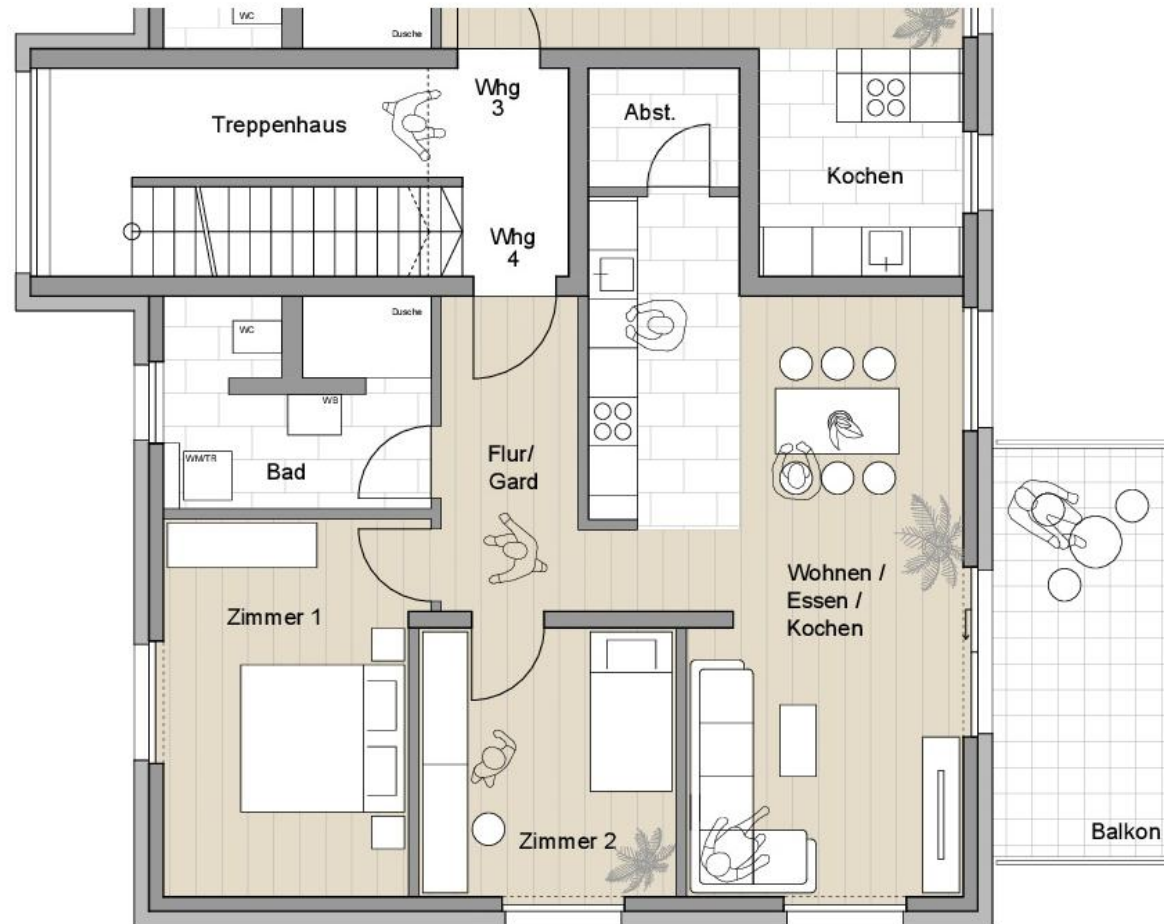 WC
Dusche
Whg
3
Treppenhaus
Abst.
Kochen
Whg
4
WC
Dusche
WB
WM/TR
Bad
Flur/
Gard
Wohnen /
Essen /
Kochen
Zimmer 1
Zimmer 2
Balkon